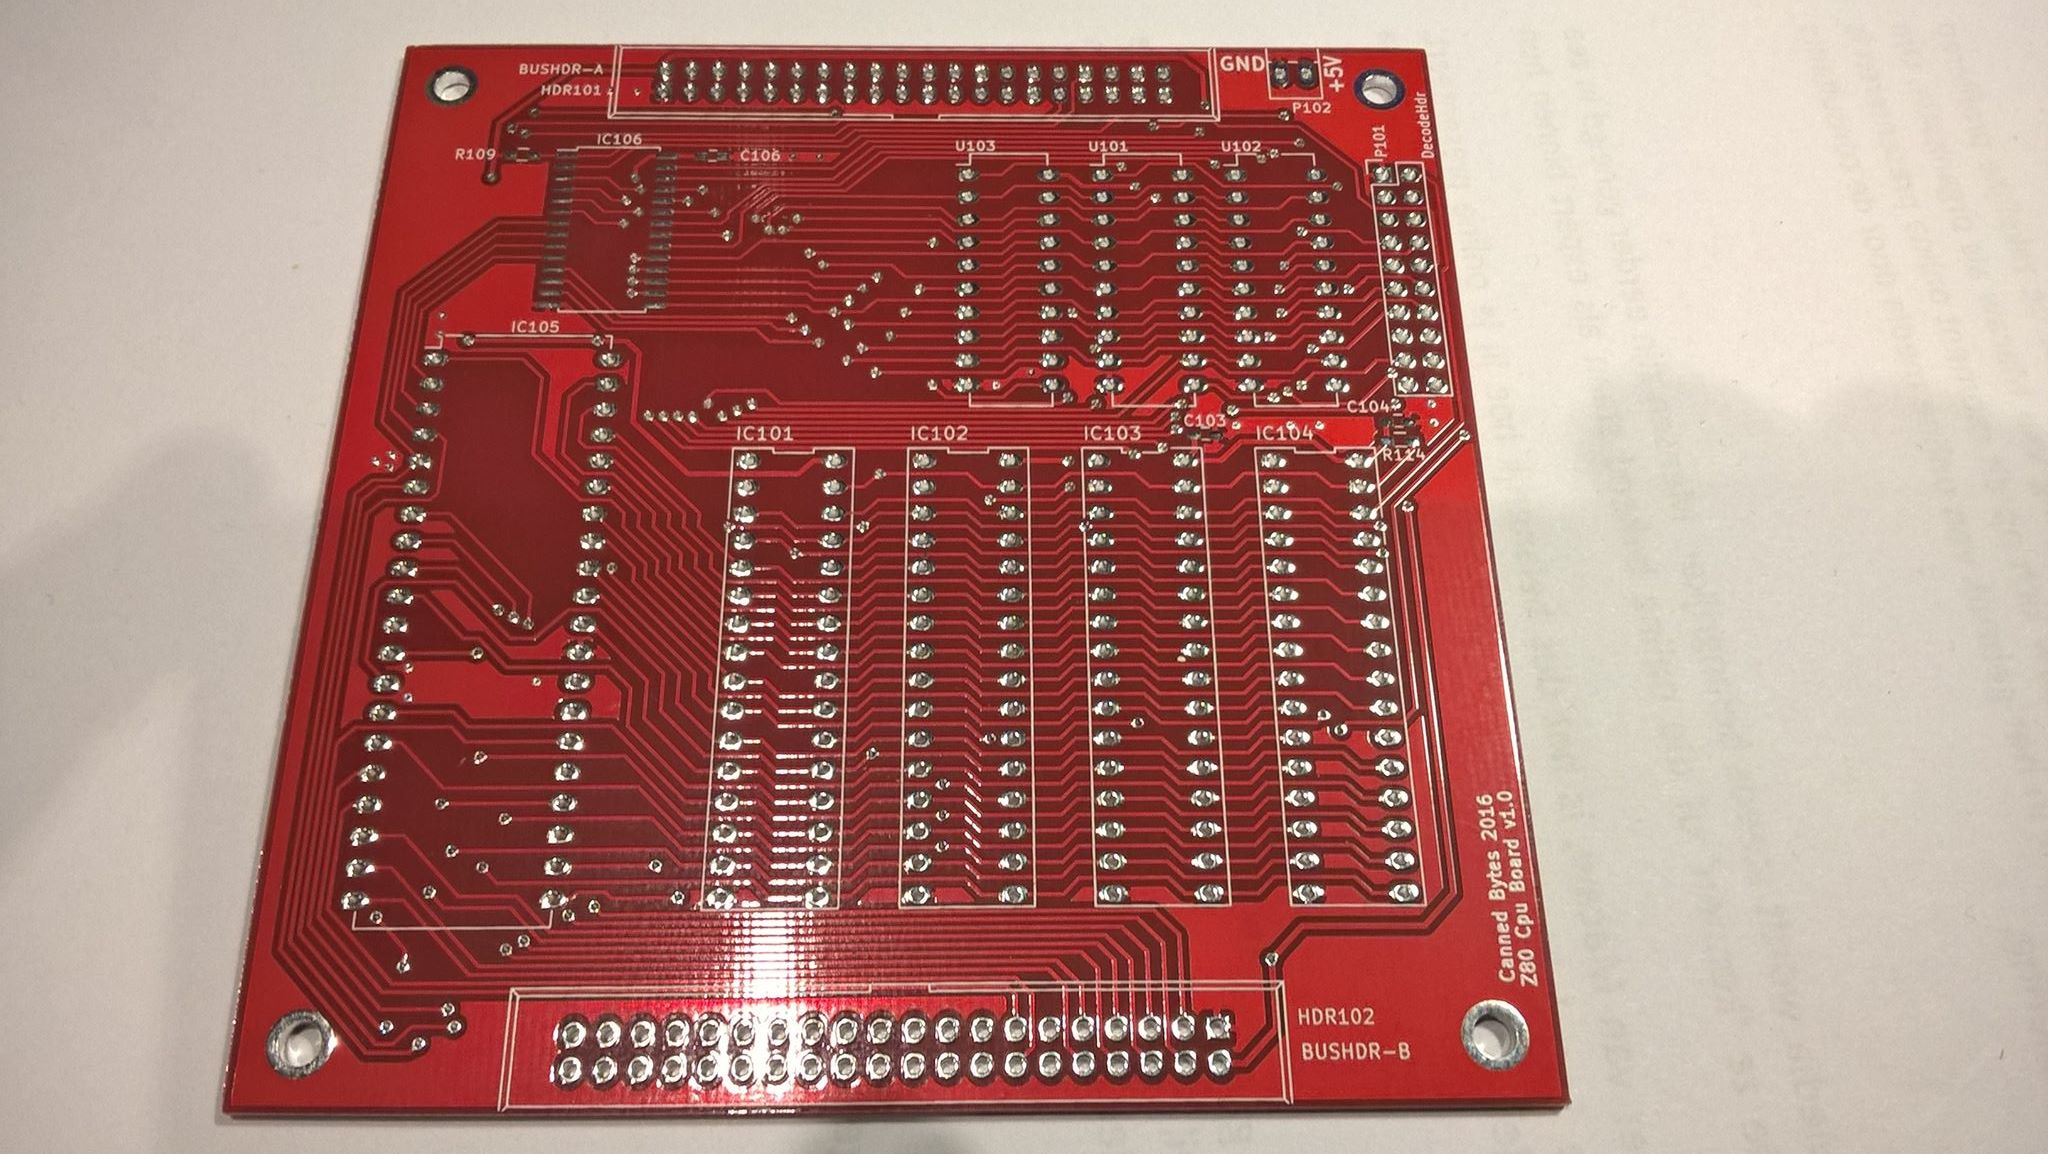 BUSHDR-A
HDR101
GND
+5V
P102
P101
DecodeHdr
R109
IC106
C106
U103
U101
U102
IC105
C104
C103
R114
IC101
IC102
IC103
IC104
Canned Bytes 2016
Z80 Cpu Board v1.0
HDR102
BUSHDR-B